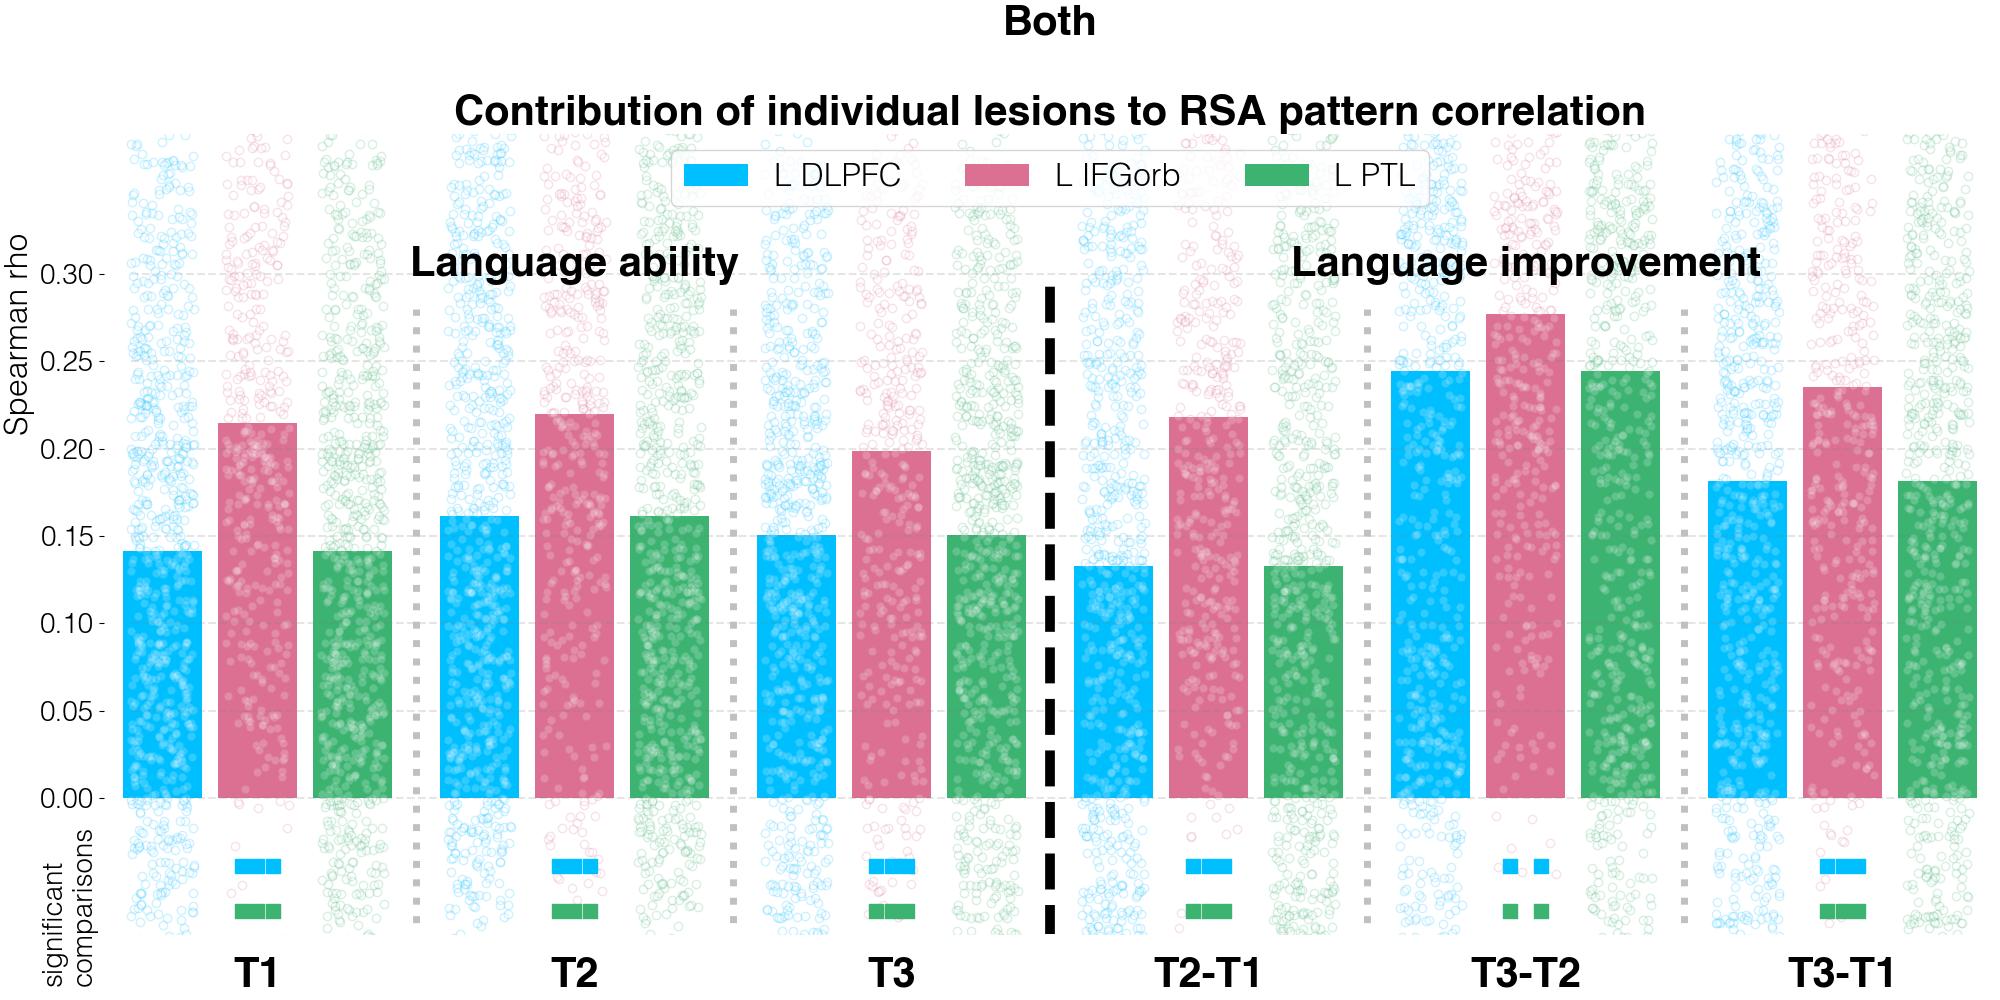 Both
Contribution of individual lesions to RSA pattern correlation
L DLPFC
L IFGorb
L PTL
Language ability
Language improvement
Spearman rho
0.30
0.25
0.20
0.15
0.10
0.05
0.00
significant
comparisons
T1
T2
T3
T2-T1
T3-T2
T3-T1